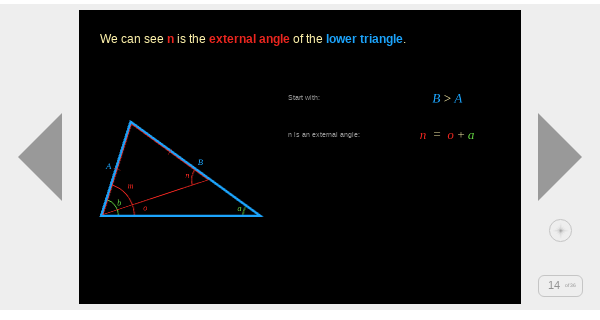 We can see n is the external angle of the lower triangle.
Start with: B > A
n is an external angle: n = o + a
A
B
n
m
b
o
a
14 of 36